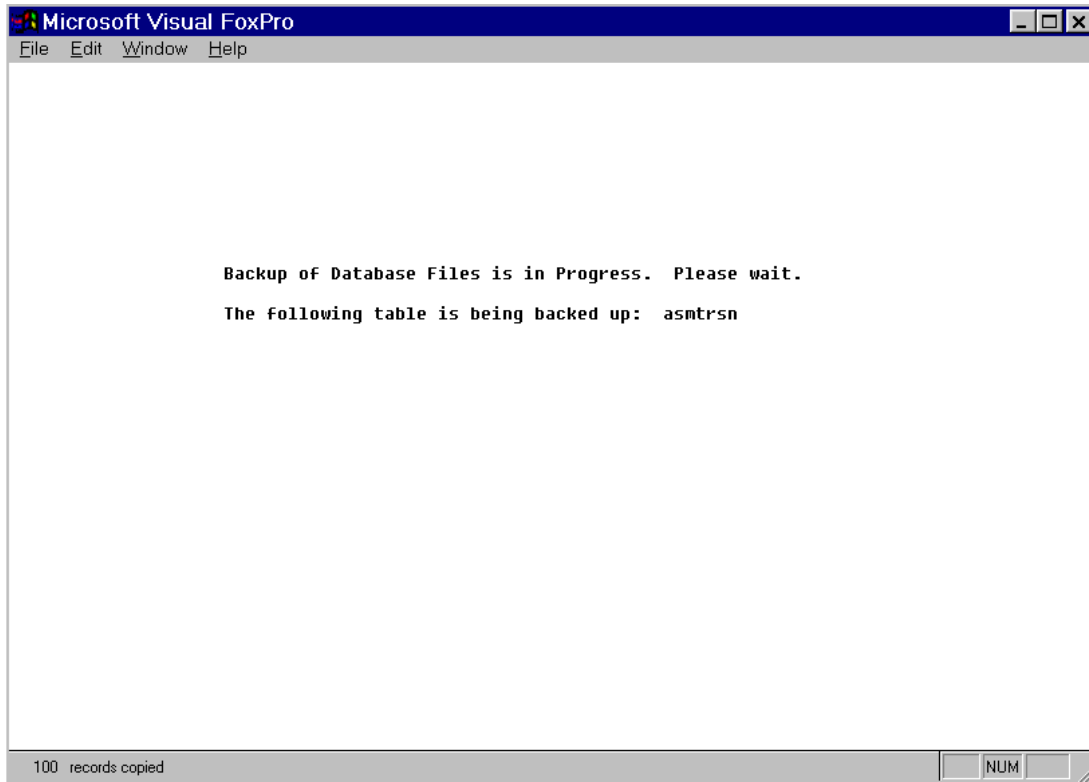 Microsoft Visual FoxPro
File Edit Window Help
Backup of Database Files is in Progress.  Please wait.
The following table is being backed up:  asmtrsn
100 records copied
NUM